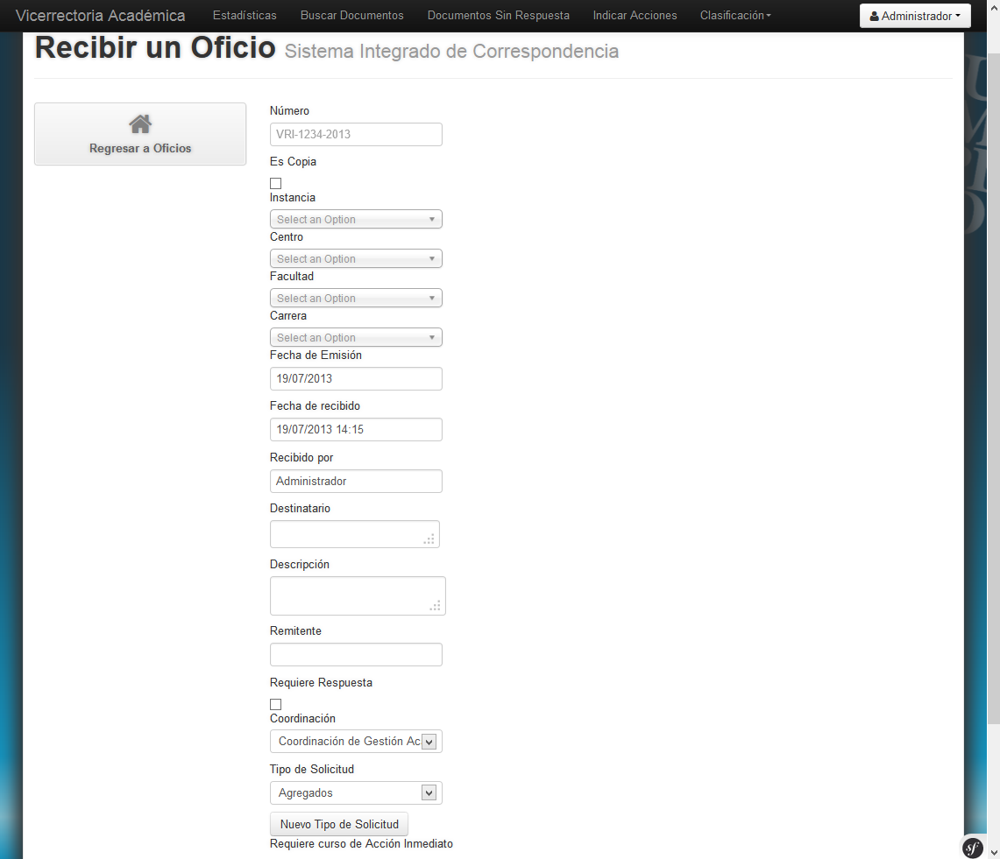 Vicerrectoria Académica Estadísticas Buscar Documentos Documentos Sin Respuesta Indicar Acciones Clasificación Administrador
Recibir un Oficio Sistema Integrado de Correspondencia
Regresar a Oficios
Número
VRI-1234-2013
Es Copia
Instancia
Select an Option
Centro
Select an Option
Facultad
Select an Option
Carrera
Select an Option
Fecha de Emisión
19/07/2013
Fecha de recibido
19/07/2013 14:15
Recibido por
Administrador
Destinatario
Descripción
Remitente
Requiere Respuesta
Coordinación
Coordinación de Gestión Ac
Tipo de Solicitud
Agregados
Nuevo Tipo de Solicitud
Requiere curso de Acción Inmediato
sf